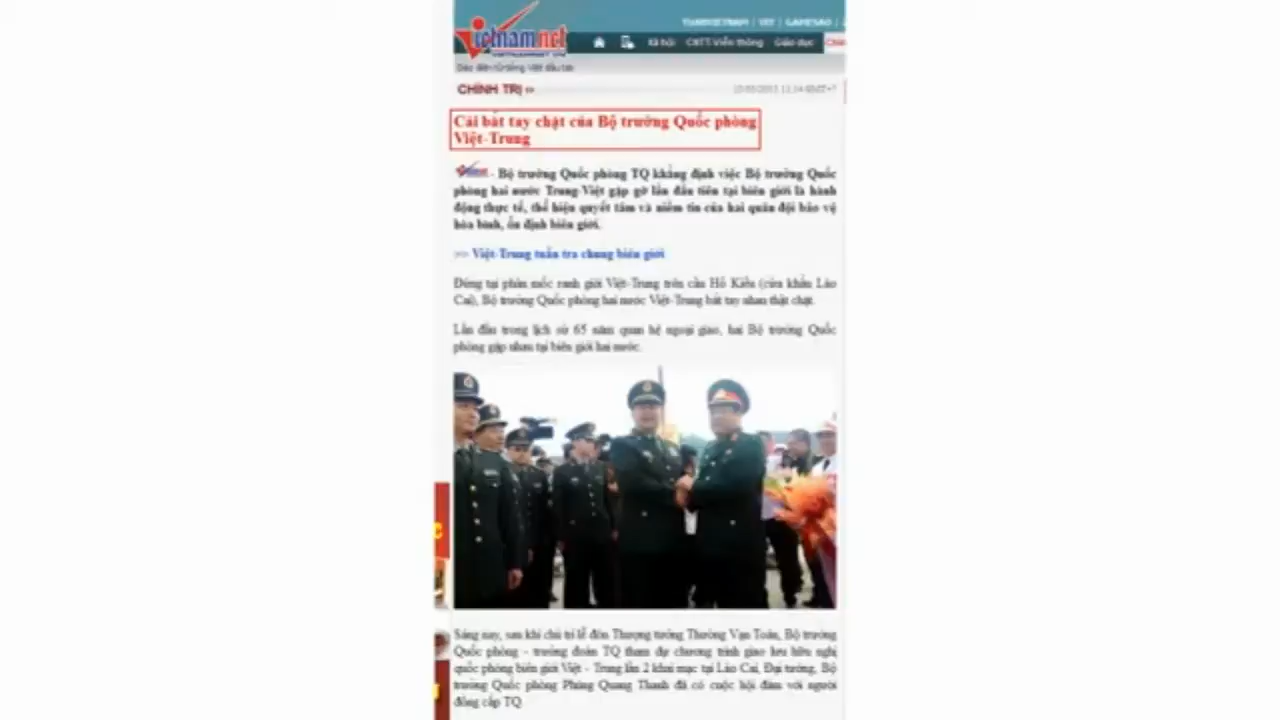 TUANVIETNAM / VEF / GAMESAO /
Vietnam.net
Xã hội CNTT-Viễn thông Giáo dục
CHÍNH TRỊ »
Cái bắt tay chặt của Bộ trưởng Quốc phòng
Việt-Trung
- Bộ trưởng Quốc phòng TQ khẳng định việc Bộ trưởng Quốc
phòng hai nước Trung-Việt gặp gỡ lần đầu tiên tại biên giới là hành
động thực tế, thể hiện quyết tâm và niềm tin của hai quân đội bảo vệ
hòa bình, ổn định biên giới.
>> Việt-Trung tuần tra chung biên giới
Đứng tại phân mốc ranh giới Việt-Trung trên cầu Hồ Kiều (cửa khẩu Lào
Cai), Bộ trưởng Quốc phòng hai nước Việt-Trung bắt tay nhau thật chặt.
Lần đầu trong lịch sử 65 năm quan hệ ngoại giao, hai Bộ trưởng Quốc
phòng gặp nhau tại biên giới hai nước.
Sáng nay, sau khi chủ trì lễ đón Thượng tướng Thường Vạn Toàn, Bộ trưởng
Quốc phòng - trưởng đoàn TQ tham dự chương trình giao lưu hữu nghị
quốc phòng biên giới Việt - Trung lần 2 khai mạc tại Lào Cai, Đại tướng, Bộ
trưởng Quốc phòng Phùng Quang Thanh đã có cuộc hội đàm với người
đồng cấp TQ.